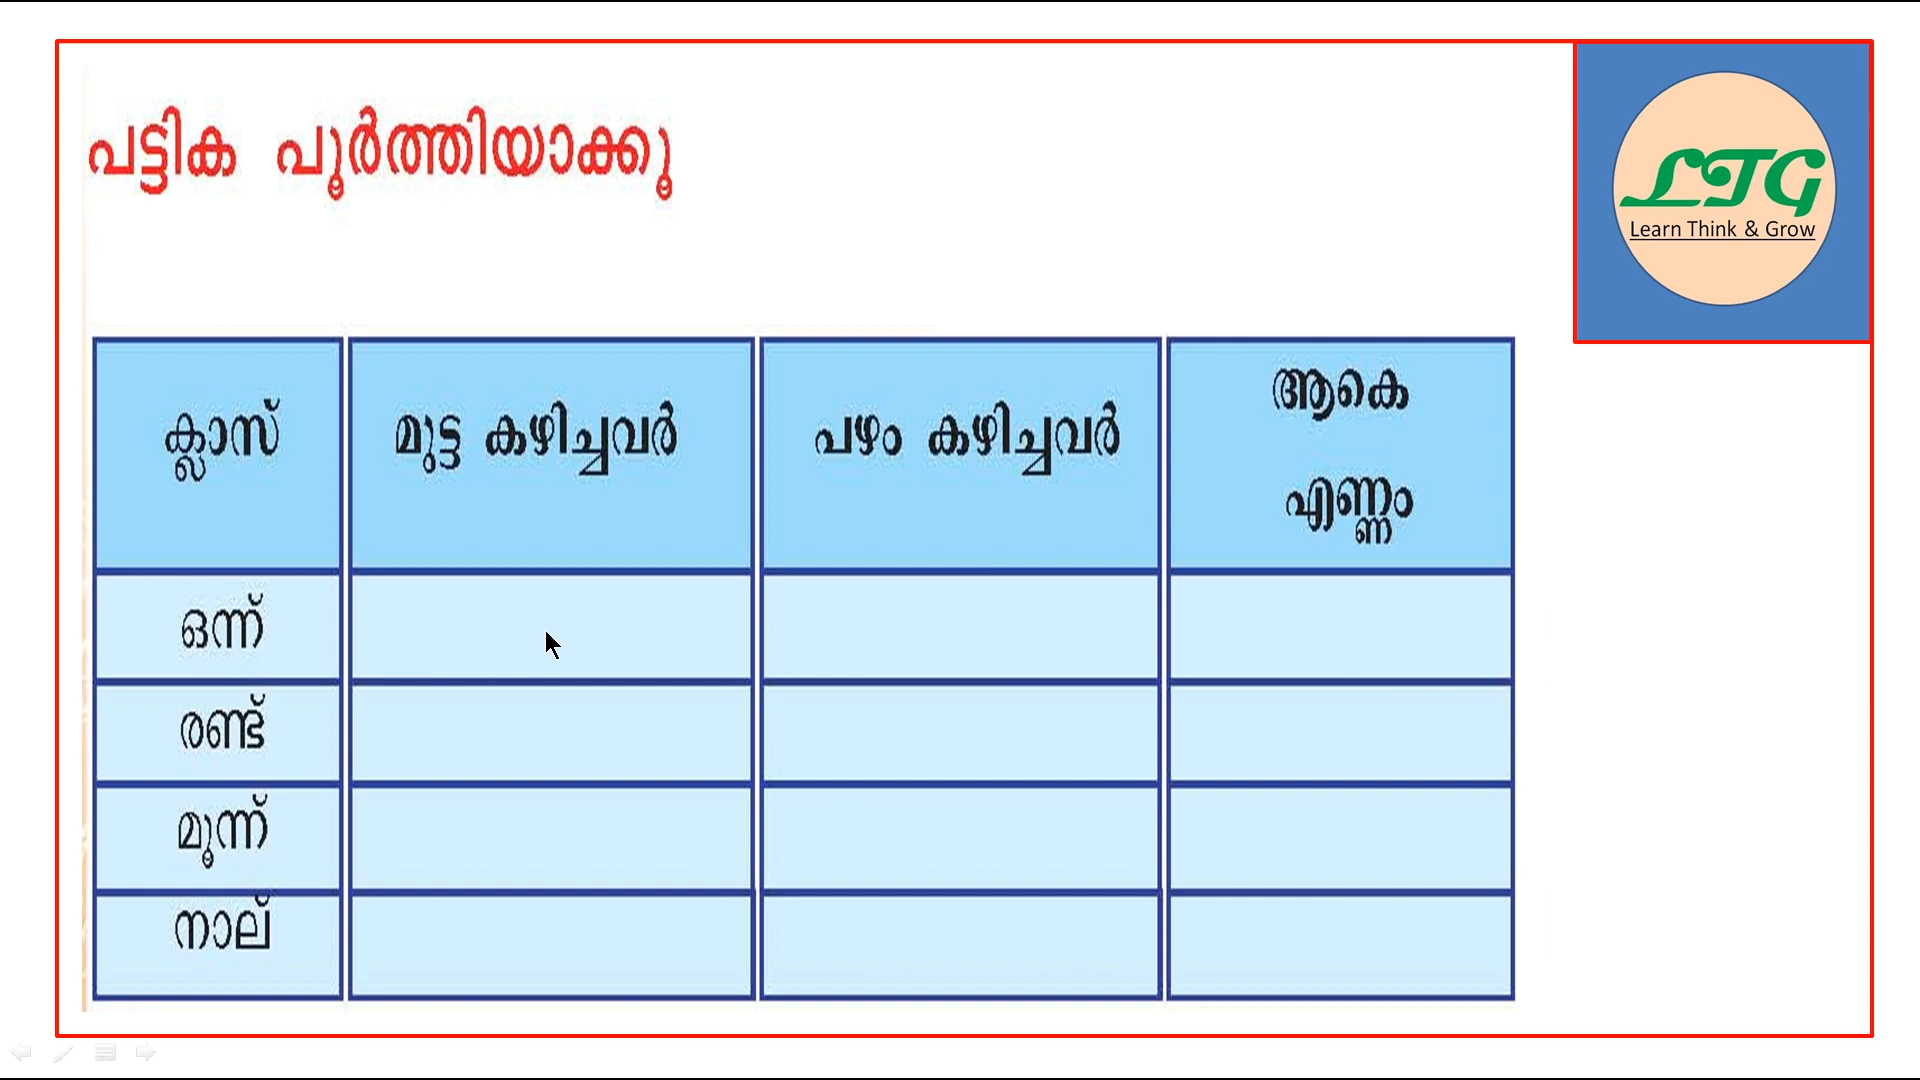 പട്ടിക പൂർത്തിയാക്കൂ
LTG
Learn Think & Grow
ക്ലാസ് മുട്ട കഴിച്ചവർ പഴം കഴിച്ചവർ ആകെ എണ്ണം
ഒന്ന്
രണ്ട്
മൂന്ന്
നാല്